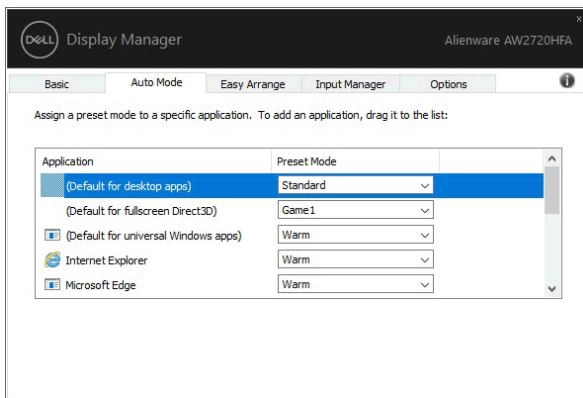 DELL Display Manager Alienware AW2720HFA
x
Basic Auto Mode Easy Arrange Input Manager Options i
Assign a preset mode to a specific application. To add an application, drag it to the list:
Application Preset Mode
(Default for desktop apps) Standard
(Default for fullscreen Direct3D) Game1
(Default for universal Windows apps) Warm
Internet Explorer Warm
Microsoft Edge Warm